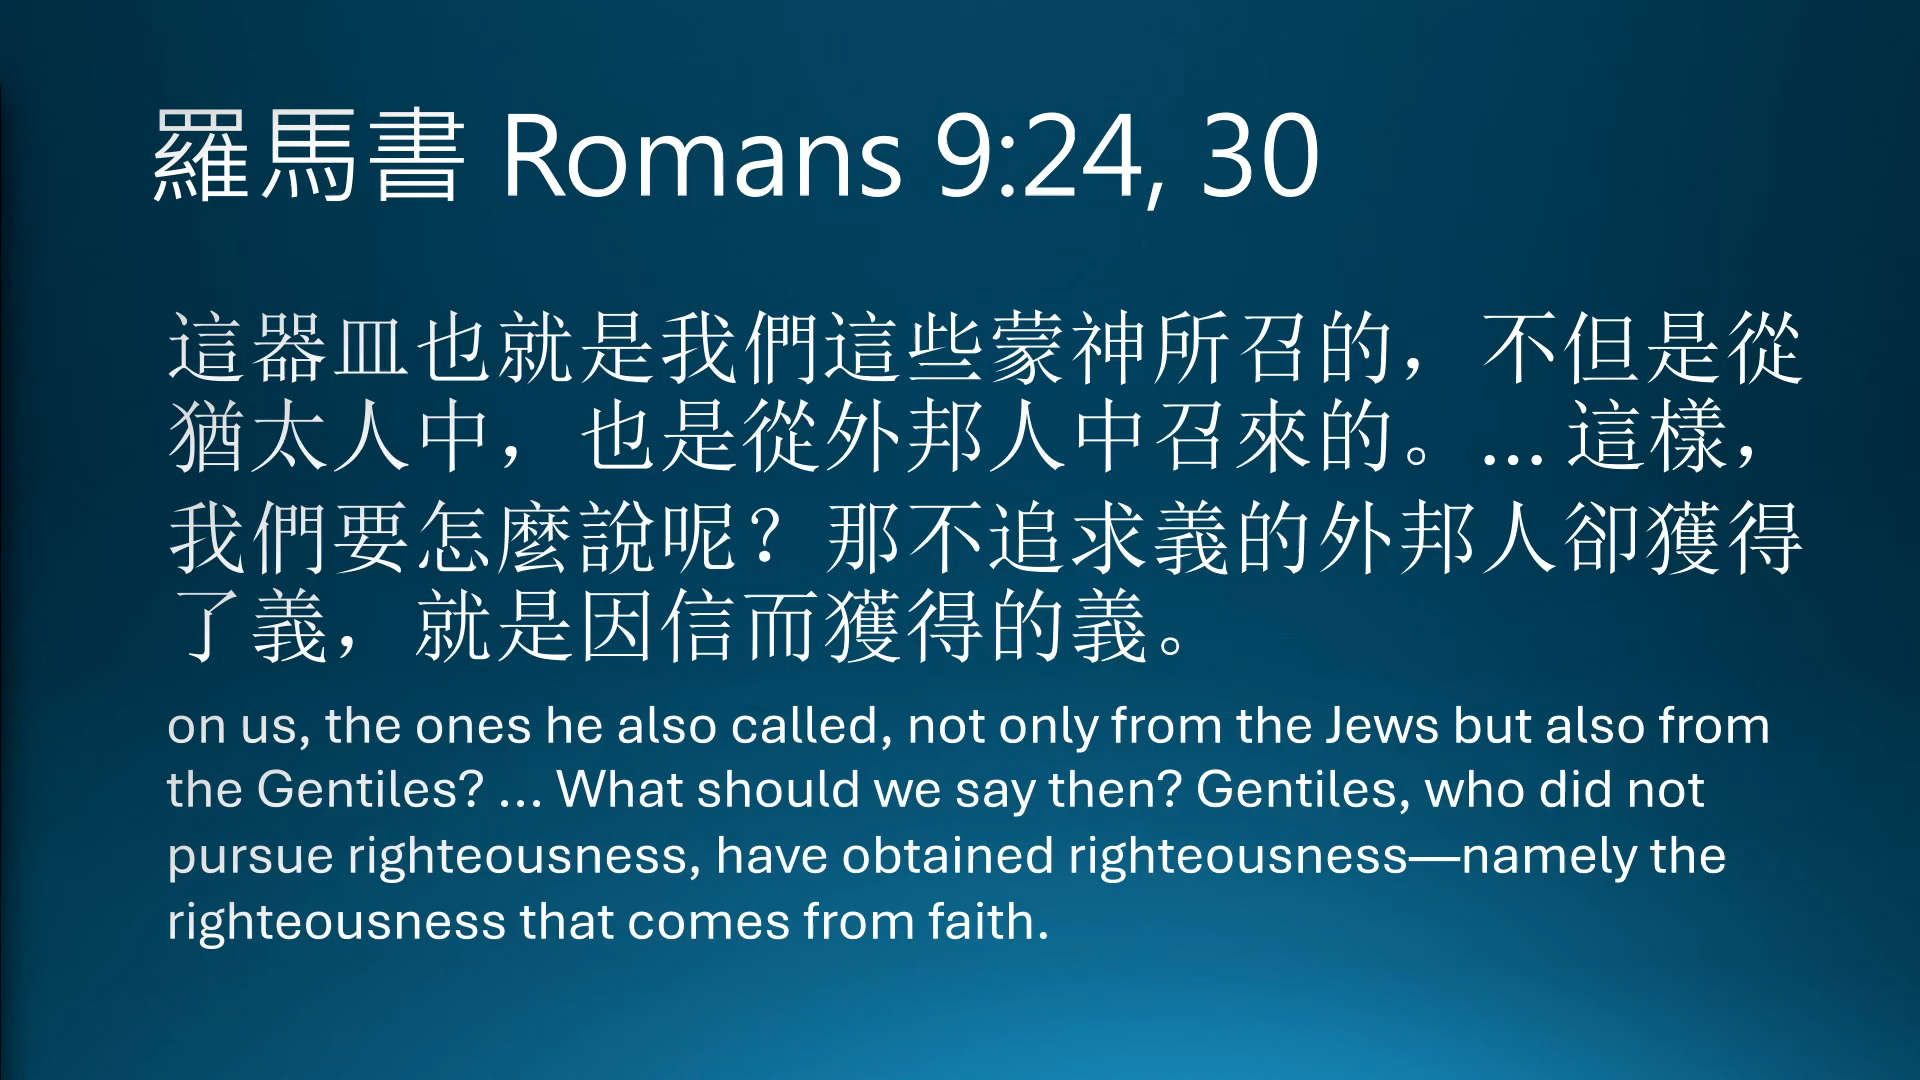 羅馬書 Romans 9:24, 30
這器皿也就是我們這些蒙神所召的，不但是從
猶太人中，也是從外邦人中召來的。... 這樣，
我們要怎麼說呢？那不追求義的外邦人卻獲得
了義，就是因信而獲得的義。
on us, the ones he also called, not only from the Jews but also from
the Gentiles? ... What should we say then? Gentiles, who did not
pursue righteousness, have obtained righteousness—namely the
righteousness that comes from faith.